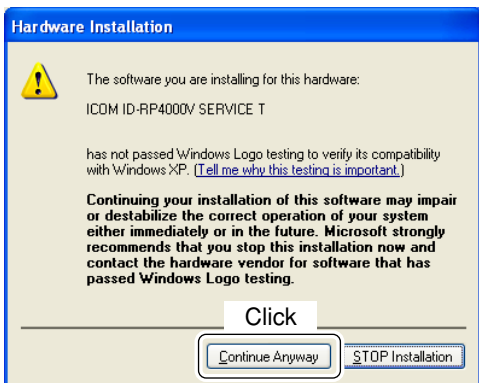 Hardware Installation
The software you are installing for this hardware:
ICOM ID-RP4000V SERVICE T
has not passed Windows Logo testing to verify its compatibility
with Windows XP. (Tell me why this testing is important.)
Continuing your installation of this software may impair
or destabilize the correct operation of your system
either immediately or in the future. Microsoft strongly
recommends that you stop this installation now and
contact the hardware vendor for software that has
passed Windows Logo testing.
Click
Continue Anyway
STOP Installation